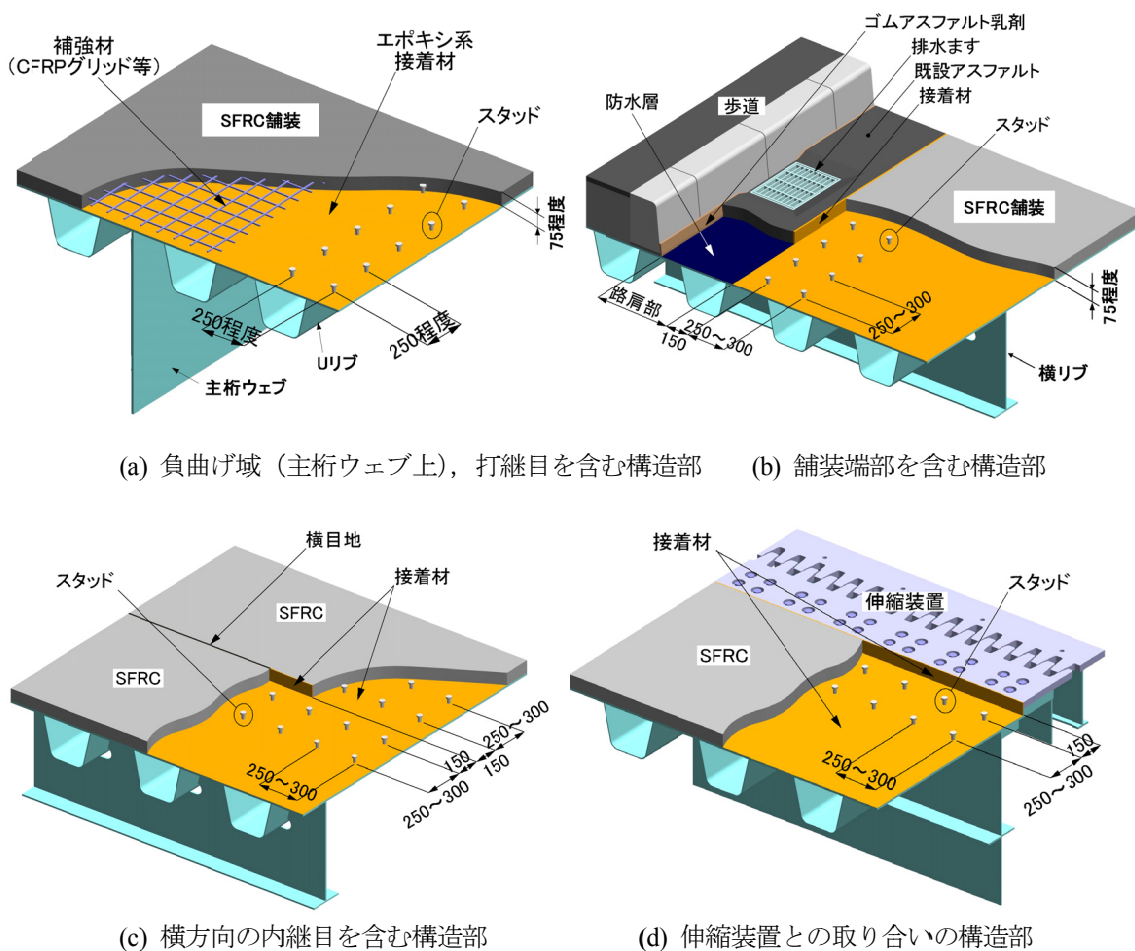 補強材
(CFRPグリッド等)
エポキシ系
接着材
スタッド
SFRC舗装
75程度
250程度
250程度
Uリブ
主桁ウェブ
(a) 負曲げ域（主桁ウェブ上），打継目を含む構造部
ゴムアスファルト乳剤
排水ます
既設アスファルト
接着材
防水層
歩道
スタッド
SFRC舗装
75程度
路肩部
150
250～300
250～300
横リブ
(b) 舗装端部を含む構造部
横目地
スタッド
接着材
SFRC
SFRC
250～300
150
150
250～300
250～300
(c) 横方向の内継目を含む構造部
接着材
スタッド
伸縮装置
SFRC
250～300
150
250～300
(d) 伸縮装置との取り合いの構造部